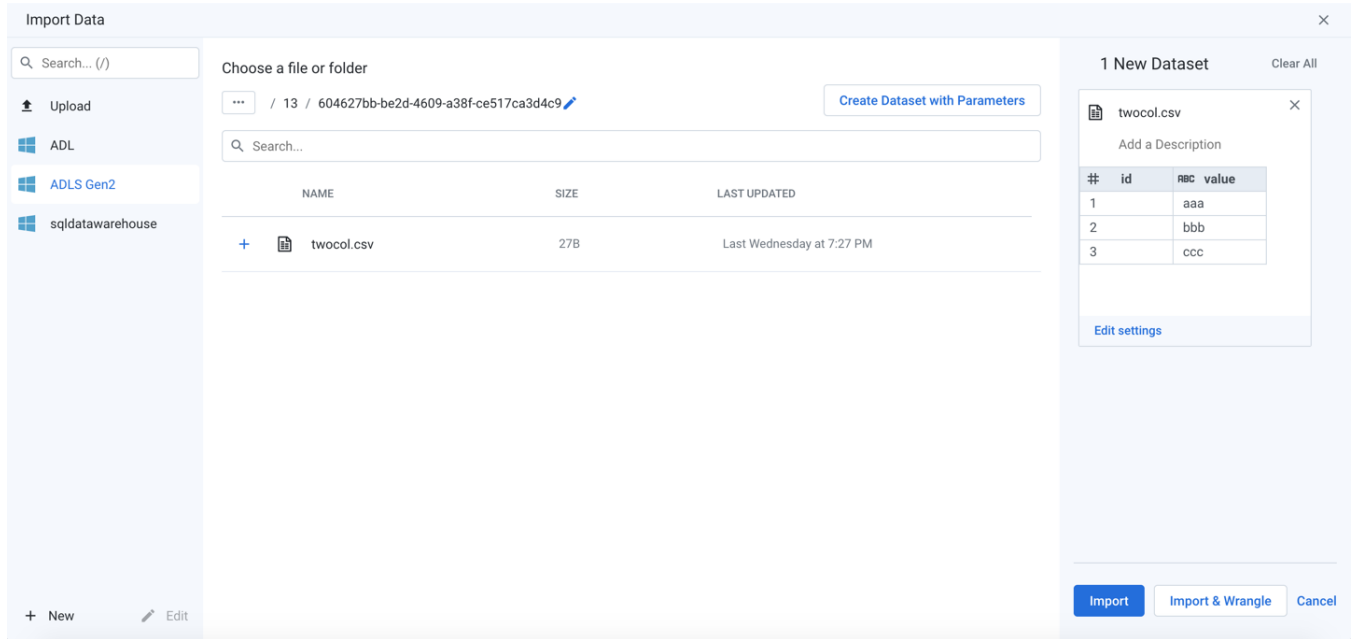 Import Data
Search... (/)
Upload
ADL
ADLS Gen2
sqldatawarehouse
+ New
Edit
Choose a file or folder
... / 13 / 604627bb-be2d-4609-a38f-ce517ca3d4c9
Create Dataset with Parameters
Search...
NAME SIZE LAST UPDATED
+ twocol.csv 27B Last Wednesday at 7:27 PM
1 New Dataset Clear All
twocol.csv
Add a Description
# id ABC value
1 aaa
2 bbb
3 ccc
Edit settings
Import Import & Wrangle Cancel